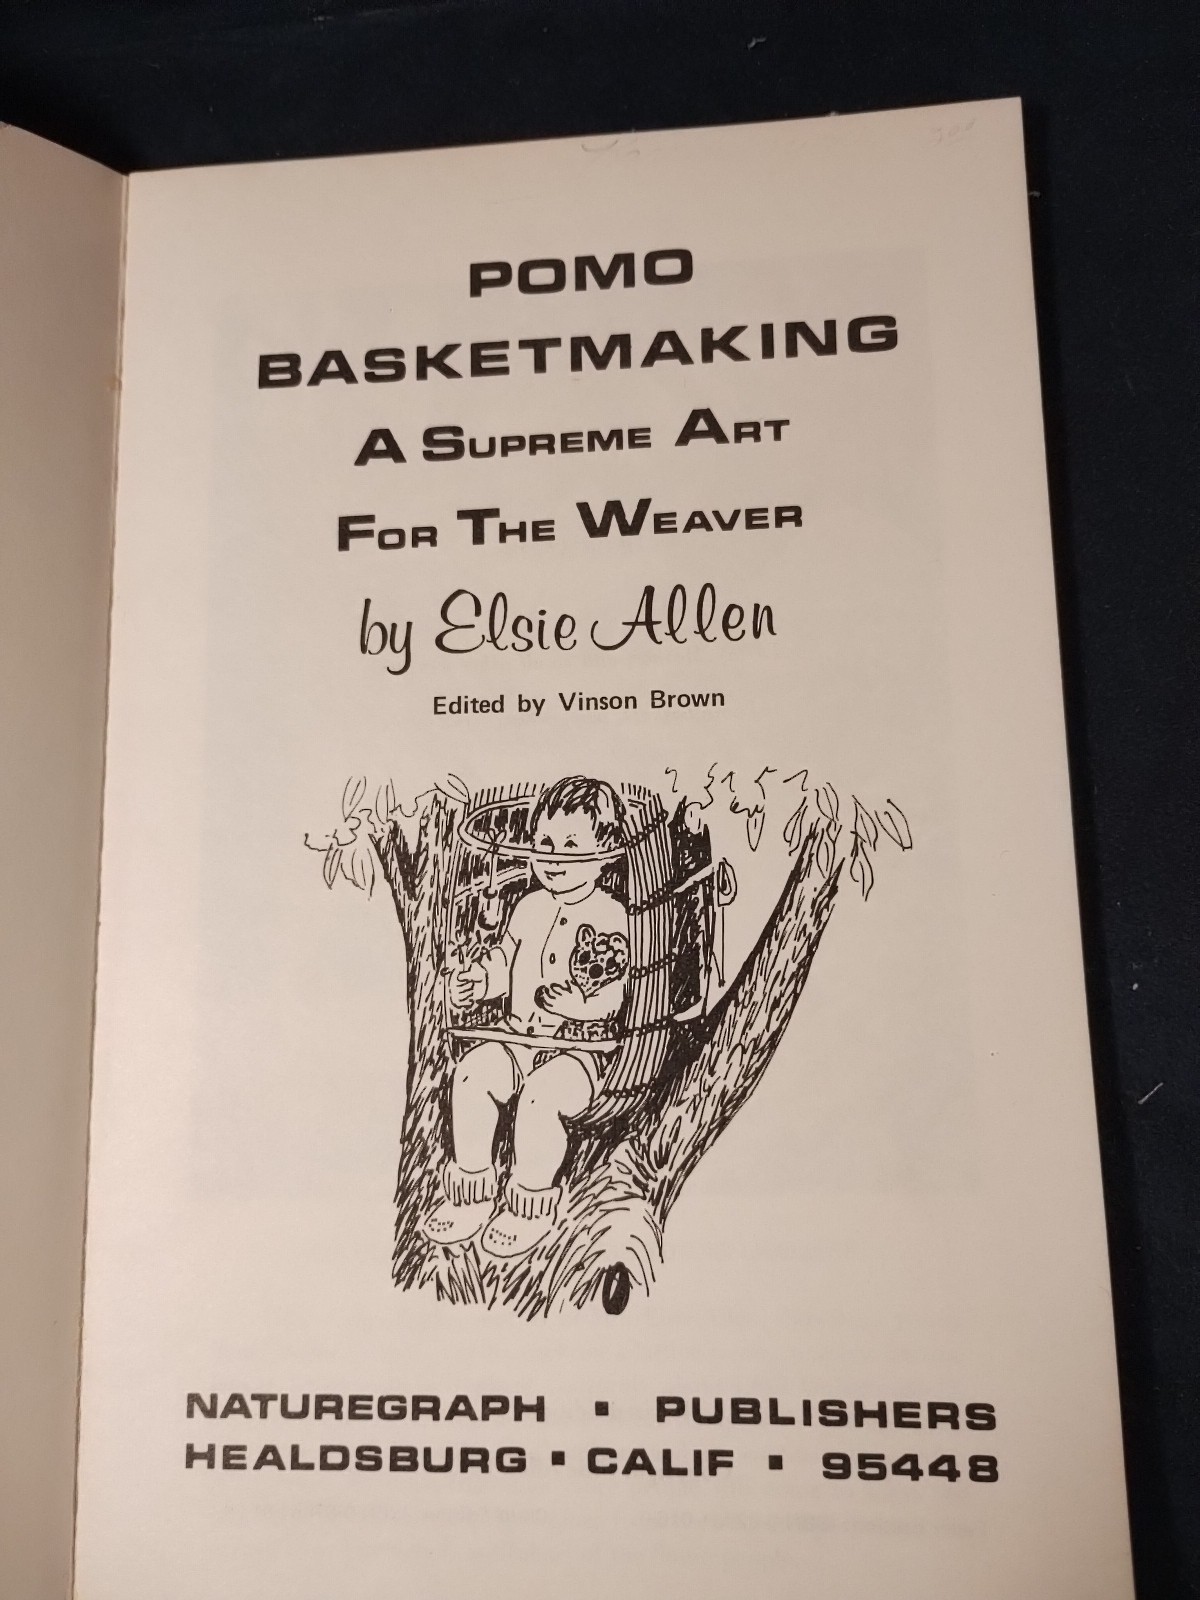 POMO
BASKETMAKING
A SUPREME ART
FOR THE WEAVER
by Elsie Allen
Edited by Vinson Brown
NATUREGRAPH ▪ PUBLISHERS
HEALDSBURG ▪ CALIF ▪ 95448